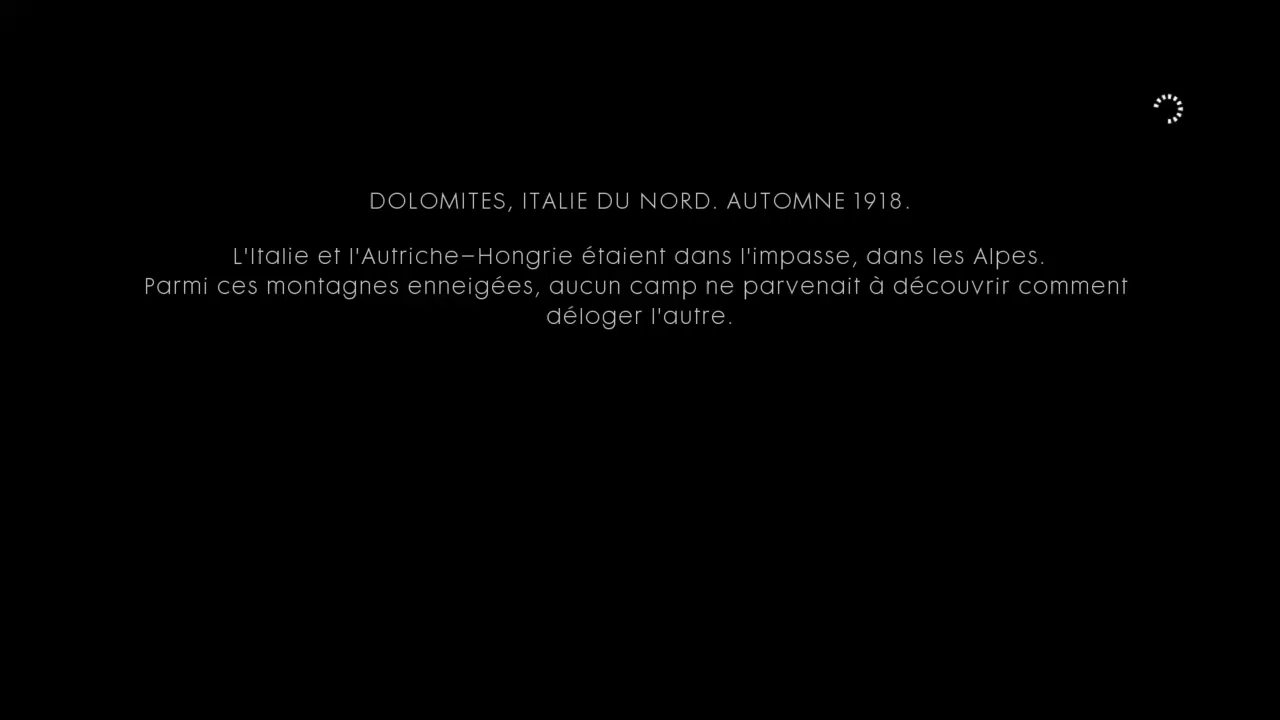 DOLOMITES, ITALIE DU NORD. AUTOMNE 1918.
L'Italie et l'Autriche-Hongrie étaient dans l'impasse, dans les Alpes.
Parmi ces montagnes enneigées, aucun camp ne parvenait à découvrir comment
déloger l'autre.